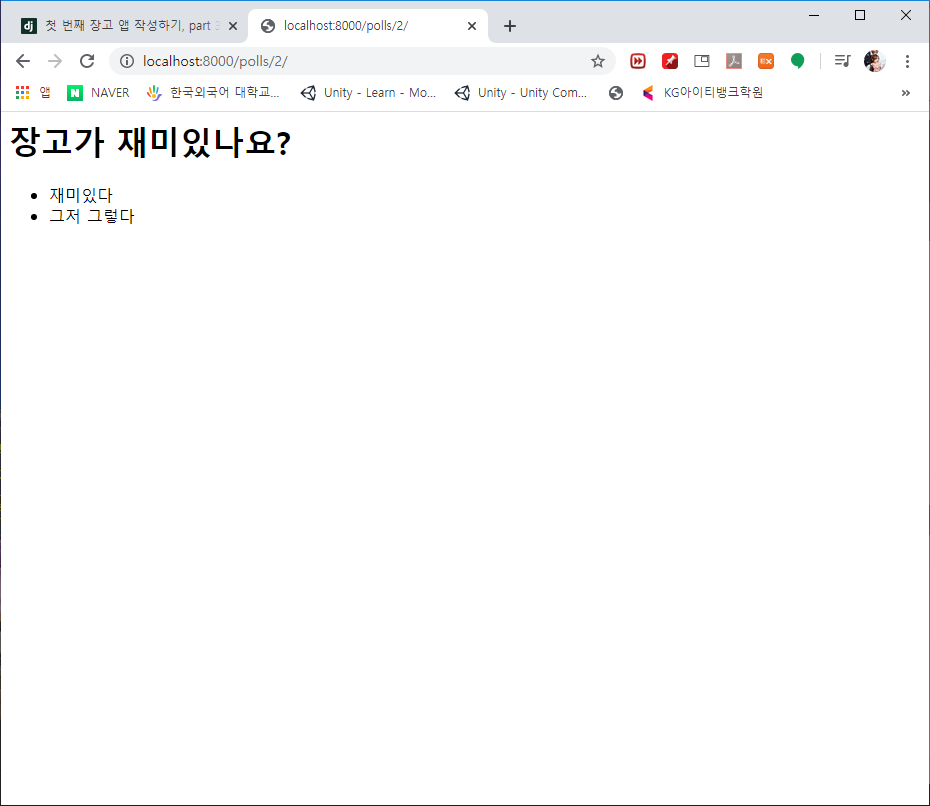 첫 번째 장고 앱 작성하기, part
localhost:8000/polls/2/
localhost:8000/polls/2/
앱
NAVER
한국외국어 대학교...
Unity - Learn - Mo...
Unity - Unity Com...
KG아이티뱅크학원
장고가 재미있나요?
재미있다
그저 그렇다